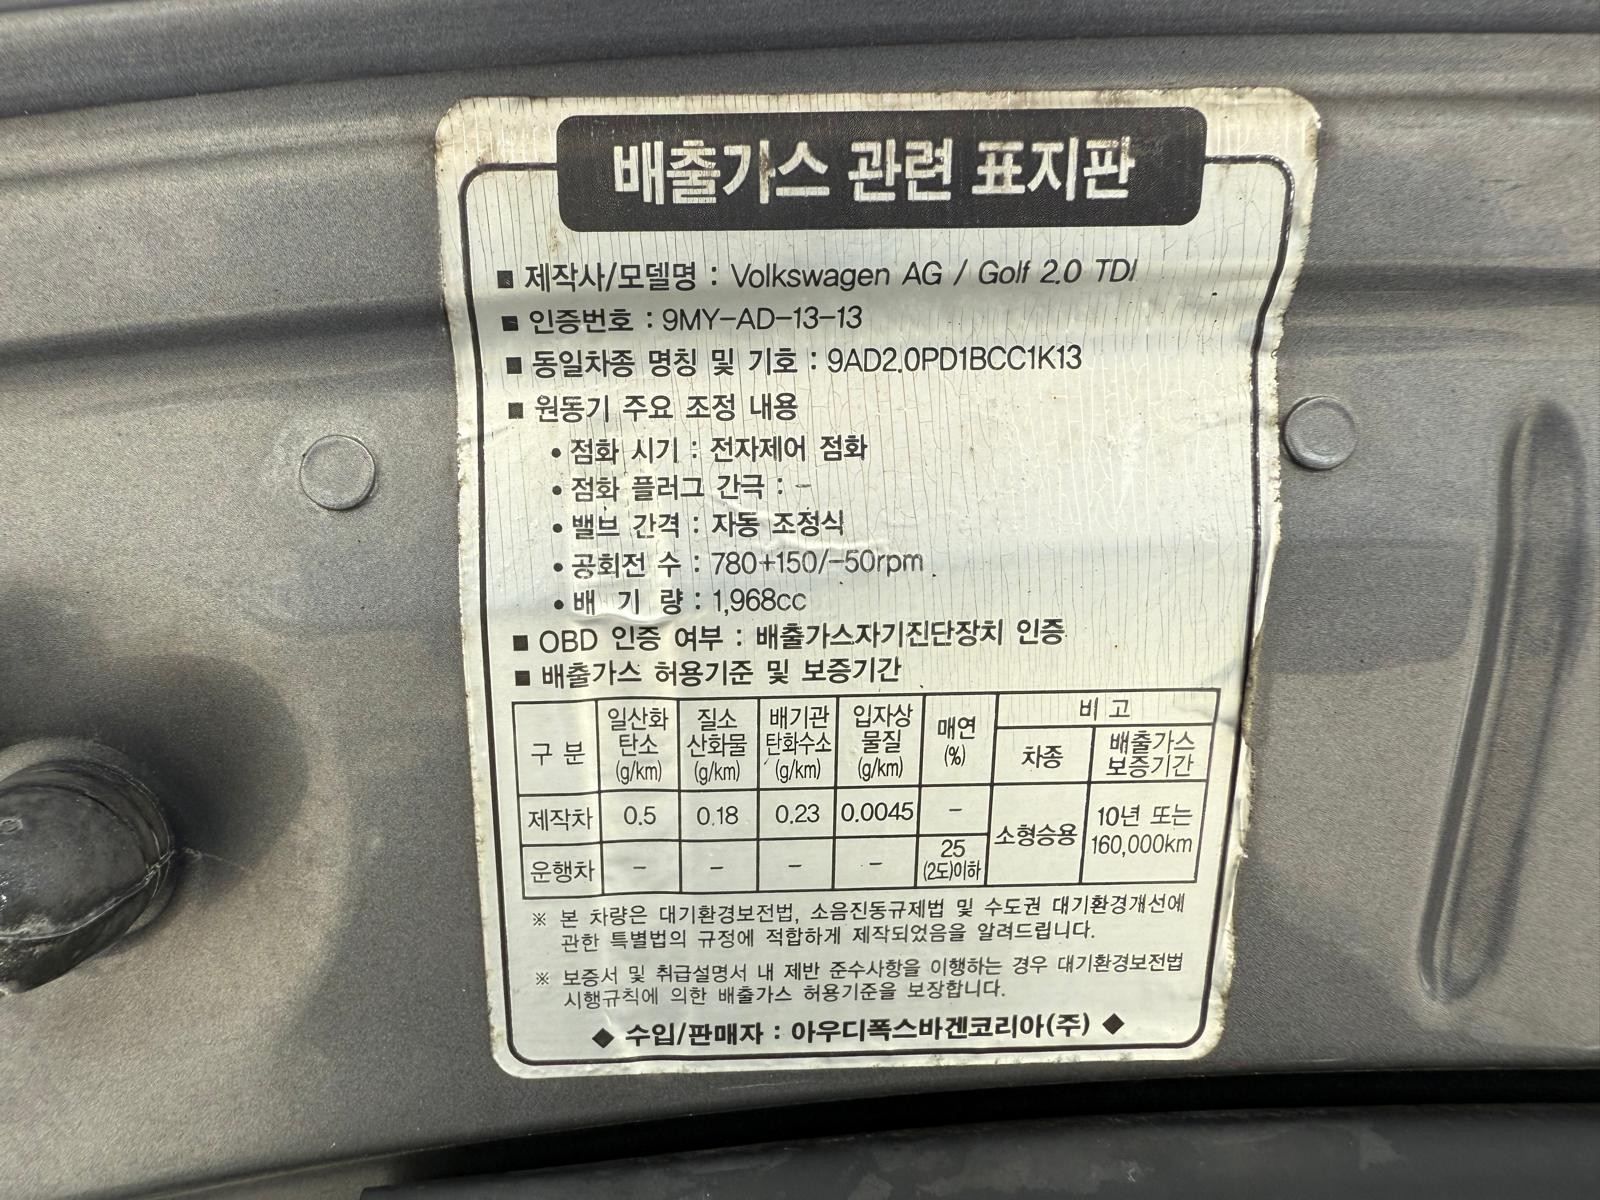 배출가스 관련 표지판
■ 제작사/모델명 : Volkswagen AG / Golf 2.0 TDI
■ 인증번호 : 9MY-AD-13-13
■ 동일차종 명칭 및 기호 : 9AD2.0PD1BCC1K13
■ 원동기 주요 조정 내용
• 점화 시기 : 전자제어 점화
• 점화 플러그 간극 : -
• 밸브 간격 : 자동 조정식
• 공회전 수 : 780+150/-50rpm
• 배 기 량 : 1,968cc
■ OBD 인증 여부 : 배출가스자기진단장치 인증
■ 배출가스 허용기준 및 보증기간
구 분 일산화탄소 (g/km) 질소산화물 (g/km) 배기관탄화수소 (g/km) 입자상물질 (g/km) 매연 (%) 비 고
차종 배출가스 보증기간
제작차 0.5 0.18 0.23 0.0045 - 소형승용 10년 또는 160,000km
운행차 - - - - 25 (2도)이하
※ 본 차량은 대기환경보전법, 소음진동규제법 및 수도권 대기환경개선에
관한 특별법의 규정에 적합하게 제작되었음을 알려드립니다.
※ 보증서 및 취급설명서 내 제반 준수사항을 이행하는 경우 대기환경보전법
시행규칙에 의한 배출가스 허용기준을 보장합니다.
◆ 수입/판매자 : 아우디폭스바겐코리아(주) ◆